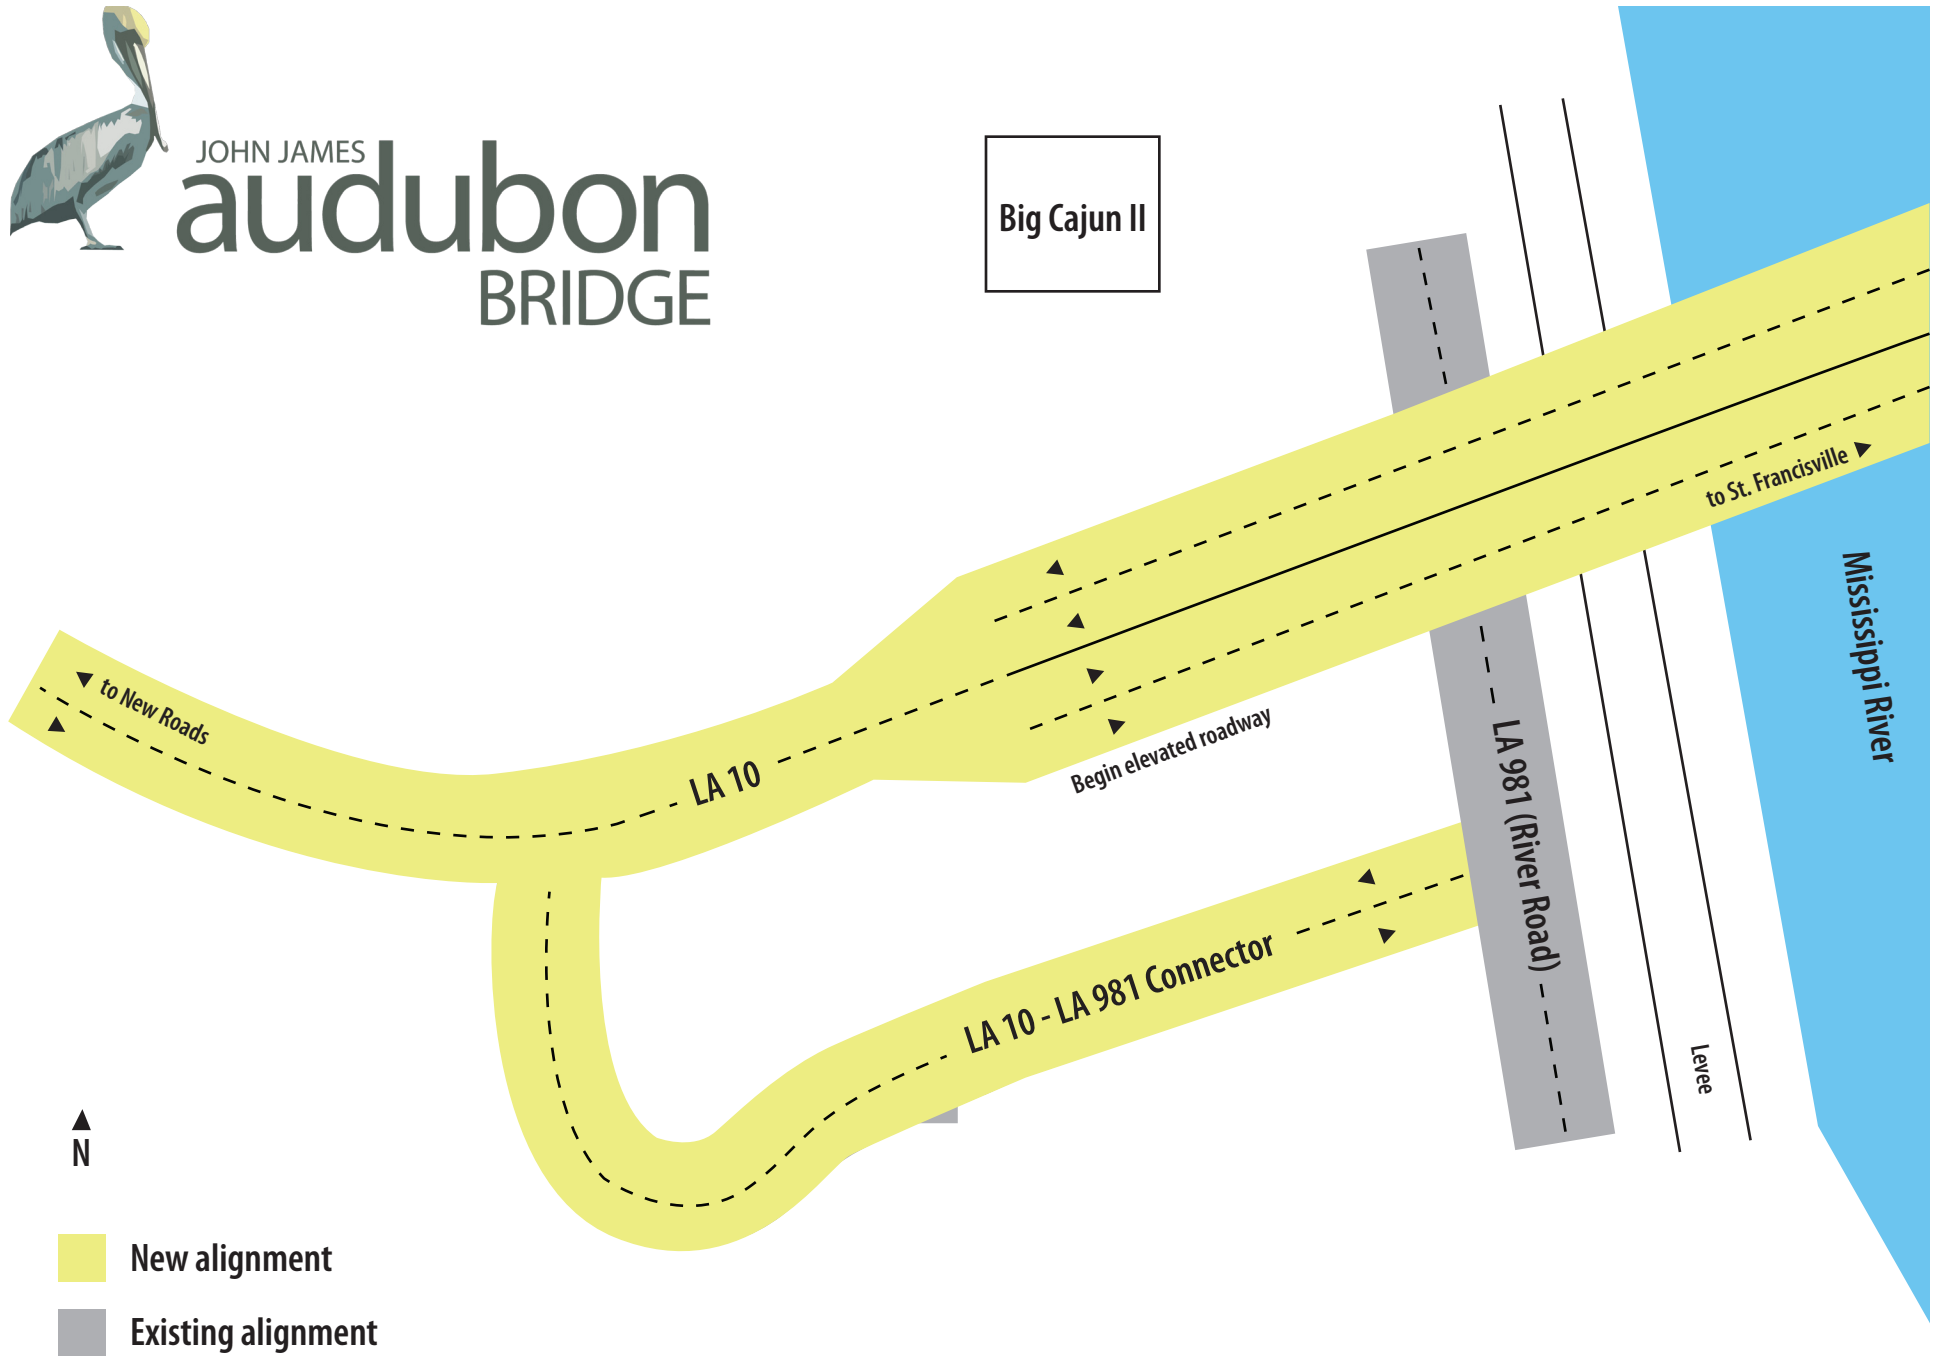 JOHN JAMES
audubon
BRIDGE
Big Cajun II
to St. Francisville
Mississippi River
to New Roads
LA 10
Begin elevated roadway
LA 981 (River Road)
LA 10 - LA 981 Connector
Levee
N
New alignment
Existing alignment